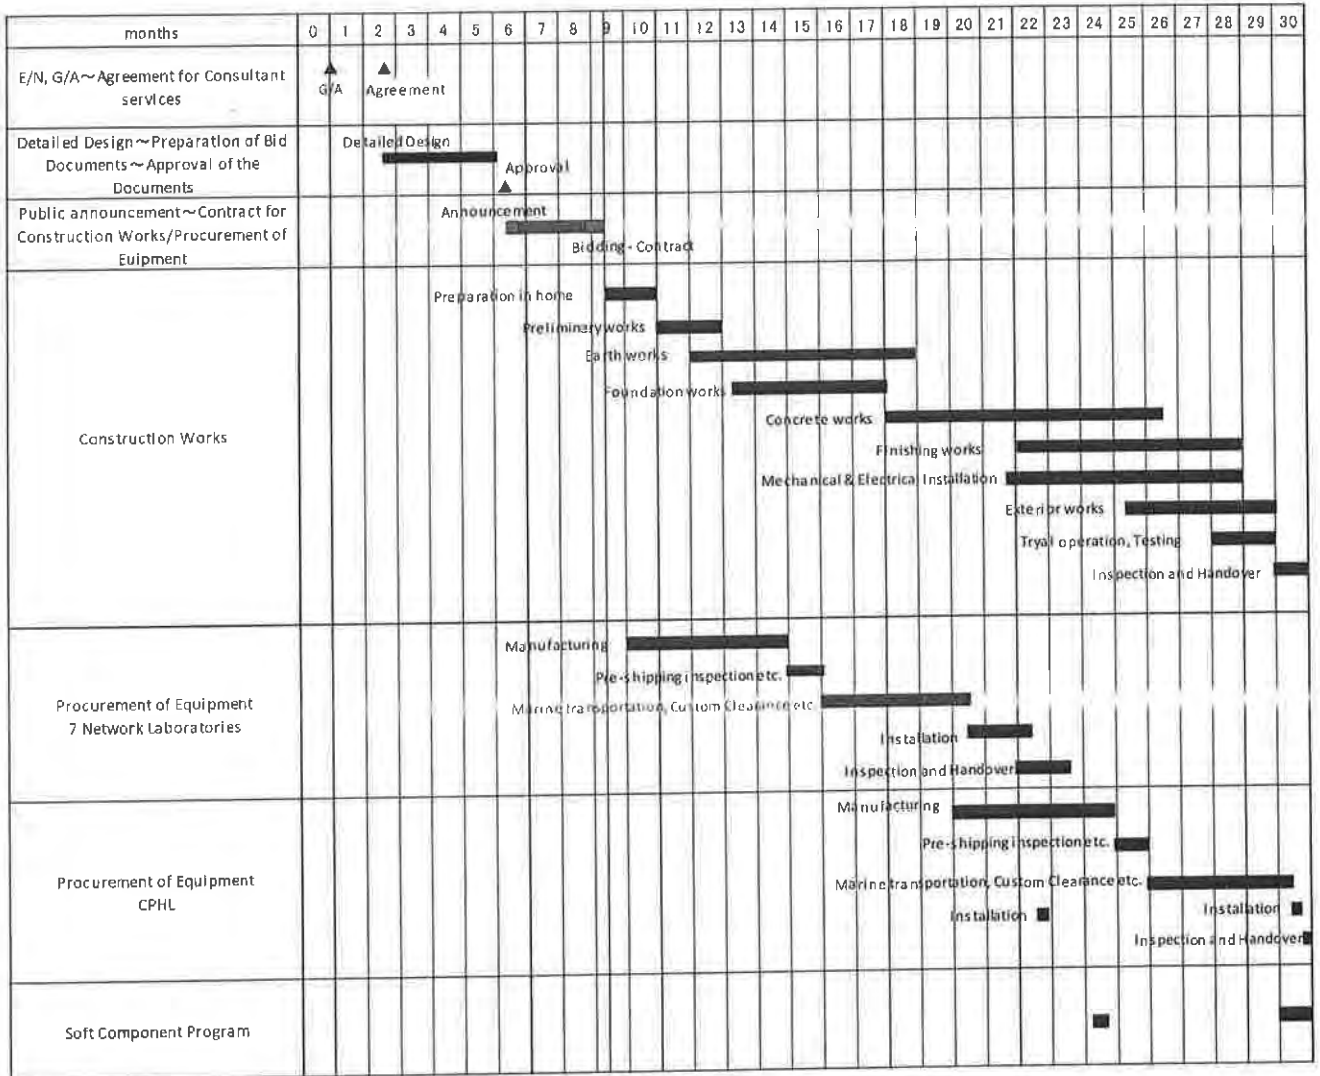 months 0 1 2 3 4 5 6 7 8 9 10 11 12 13 14 15 16 17 18 19 20 21 22 23 24 25 26 27 28 29 30
E/N, G/A～Agreement for Consultant
services
G/A Agreement
Detailed Design～Preparation of Bid
Documents～Approval of the
Documents
Detailed Design
Approval
Public announcement～Contract for
Construction Works/Procurement of
Euipment
Announcement
Bidding - Contract
Construction Works
Preparation in home
Preliminary works
Earth works
Foundation works
Concrete works
Finishing works
Mechanical & Electrical Installation
Exterior works
Tryal operation, Testing
Inspection and Handover
Procurement of Equipment
7 Network Laboratories
Manufacturing
Pre-shipping inspection etc.
Marine transportation, Custom Clearance etc.
Installation
Inspection and Handover
Procurement of Equipment
CPHL
Manufacturing
Pre-shipping inspection etc.
Marine transportation, Custom Clearance etc.
Installation Installation
Inspection and Handover
Soft Component Program